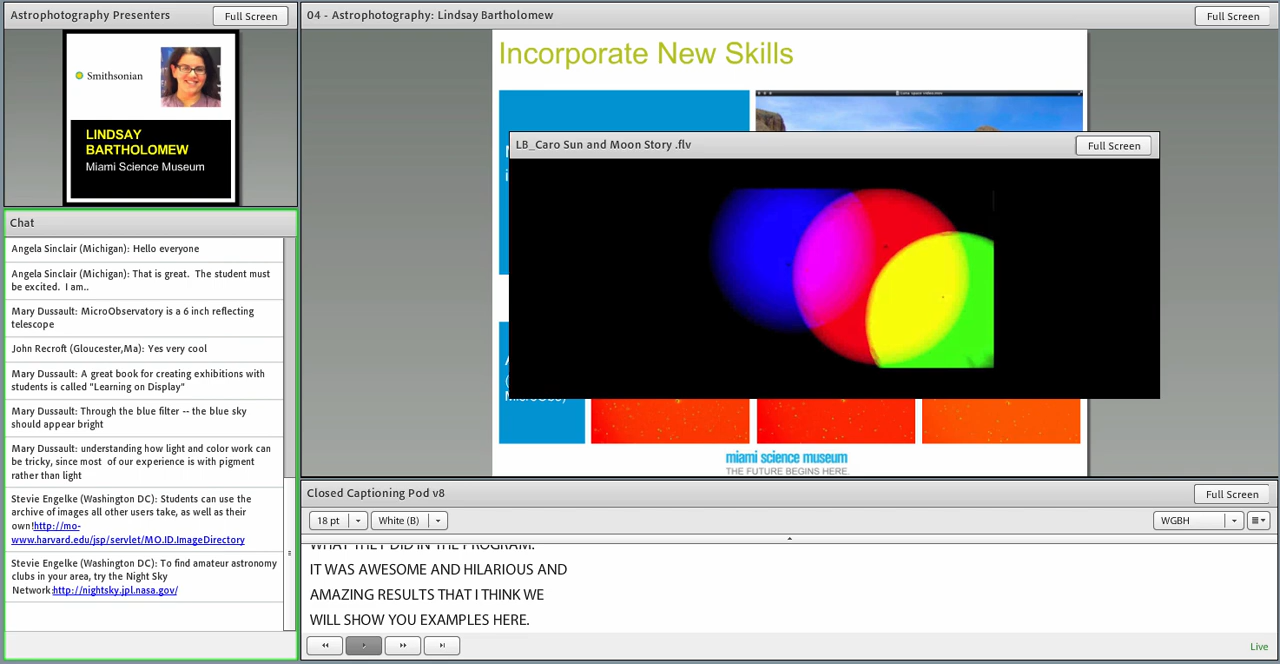 Astrophotography Presenters
Full Screen
Smithsonian
LINDSAY
BARTHOLOMEW
Miami Science Museum
Chat
Angela Sinclair (Michigan): Hello everyone
Angela Sinclair (Michigan): That is great.  The student must
be excited.  I am..
Mary Dussault: MicroObservatory is a 6 inch reflecting
telescope
John Recroft (Gloucester,Ma): Yes very cool
Mary Dussault: A great book for creating exhibitions with
students is called "Learning on Display"
Mary Dussault: Through the blue filter -- the blue sky
should appear bright
Mary Dussault: understanding how light and color work can
be tricky, since most  of our experience is with pigment
rather than light
Stevie Engelke (Washington DC): Students can use the
archive of images all other users take, as well as their
own!http://mo-
www.harvard.edu/jsp/servlet/MO.ID.ImageDirectory
Stevie Engelke (Washington DC): To find amateur astronomy
clubs in your area, try the Night Sky
Network:http://nightsky.jpl.nasa.gov/
04 - Astrophotography: Lindsay Bartholomew
Full Screen
Incorporate New Skills
LB_Caro Sun and Moon Story .flv
Full Screen
miami science museum
THE FUTURE BEGINS HERE.
Closed Captioning Pod v8
Full Screen
18 pt
White (B)
WGBH
WHAT THEY DID IN THE PROGRAM.
IT WAS AWESOME AND HILARIOUS AND
AMAZING RESULTS THAT I THINK WE
WILL SHOW YOU EXAMPLES HERE.
Live